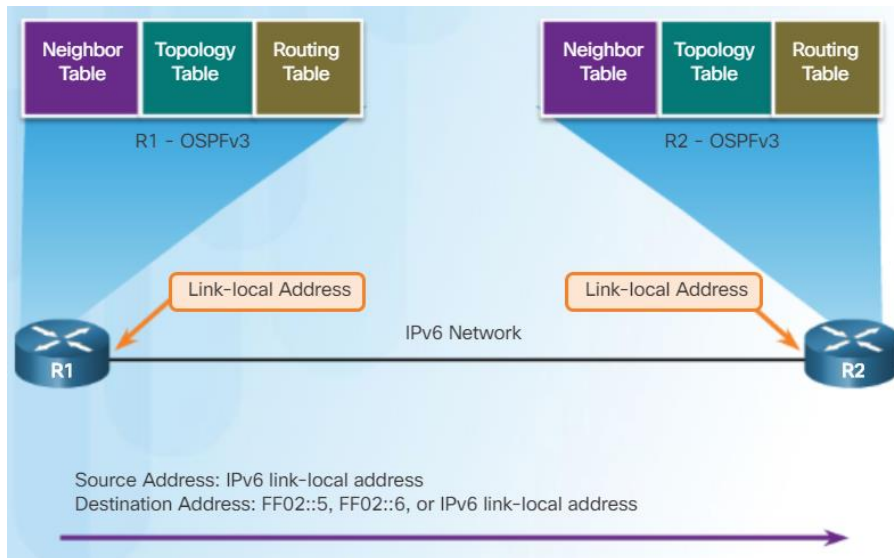 Neighbor Table
Topology Table
Routing Table
Neighbor Table
Topology Table
Routing Table
R1 - OSPFv3
R2 - OSPFv3
Link-local Address
Link-local Address
IPv6 Network
R1
R2
Source Address: IPv6 link-local address
Destination Address: FF02::5, FF02::6, or IPv6 link-local address